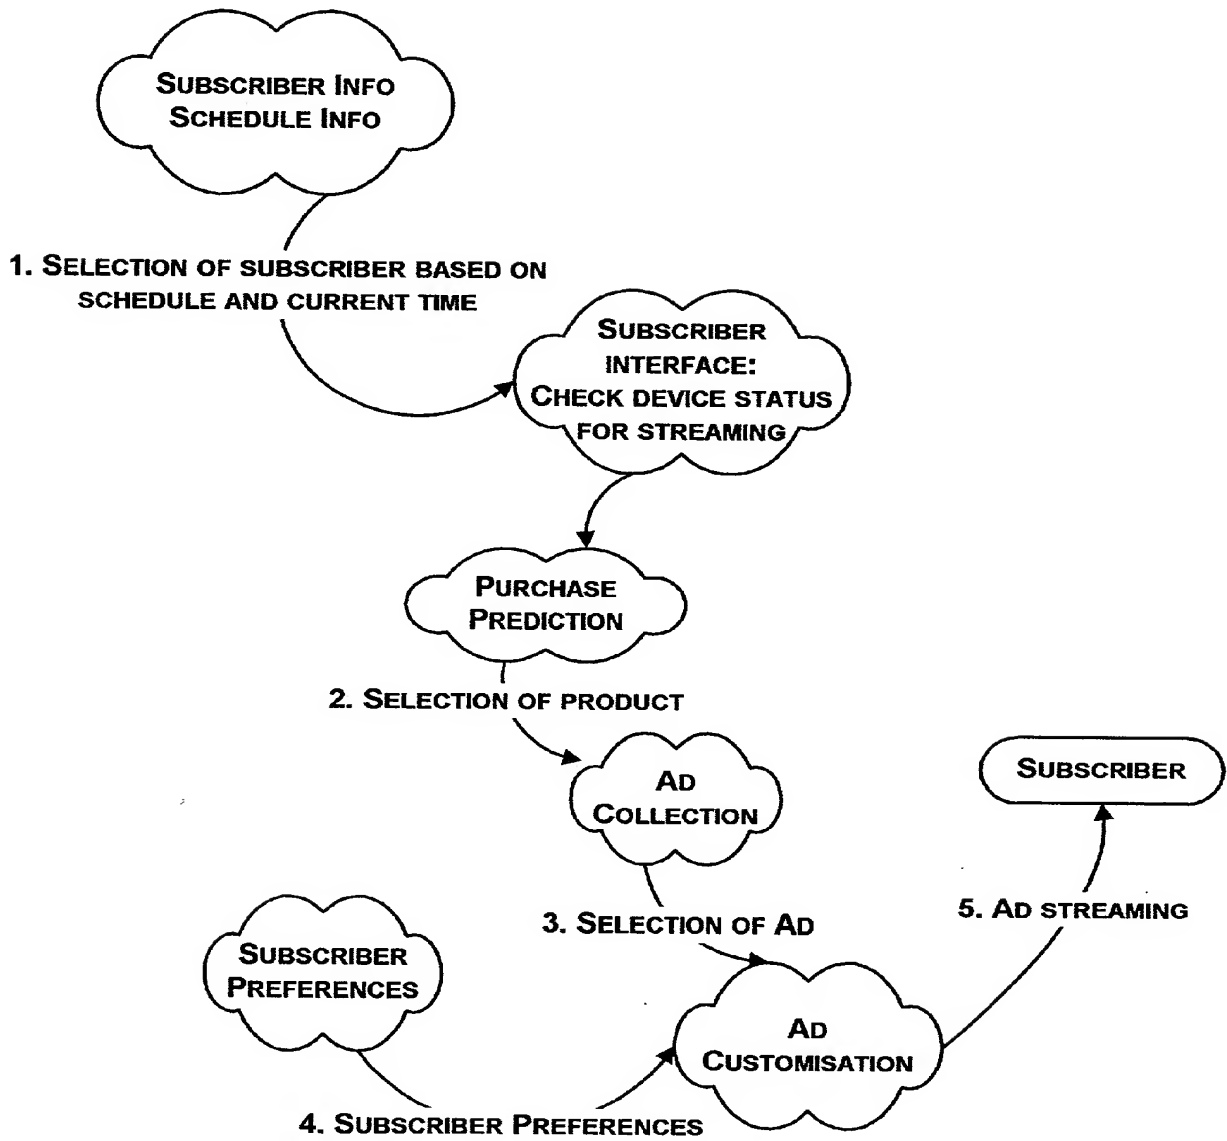 SUBSCRIBER INFO
SCHEDULE INFO
1. SELECTION OF SUBSCRIBER BASED ON
SCHEDULE AND CURRENT TIME
SUBSCRIBER
INTERFACE:
CHECK DEVICE STATUS
FOR STREAMING
PURCHASE
PREDICTION
2. SELECTION OF PRODUCT
AD
COLLECTION
SUBSCRIBER
3. SELECTION OF AD
5. AD STREAMING
SUBSCRIBER
PREFERENCES
AD
CUSTOMISATION
4. SUBSCRIBER PREFERENCES